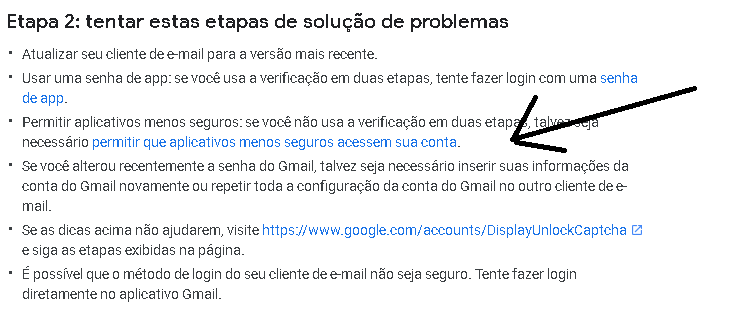 Etapa 2: tentar estas etapas de solução de problemas
• Atualizar seu cliente de e-mail para a versão mais recente.
• Usar uma senha de app: se você usa a verificação em duas etapas, tente fazer login com uma senha
de app.
• Permitir aplicativos menos seguros: se você não usa a verificação em duas etapas, talvez seja
necessário permitir que aplicativos menos seguros acessem sua conta.
• Se você alterou recentemente a senha do Gmail, talvez seja necessário inserir suas informações da
conta do Gmail novamente ou repetir toda a configuração da conta do Gmail no outro cliente de e-
mail.
• Se as dicas acima não ajudarem, visite https://www.google.com/accounts/DisplayUnlockCaptcha
e siga as etapas exibidas na página.
• É possível que o método de login do seu cliente de e-mail não seja seguro. Tente fazer login
diretamente no aplicativo Gmail.